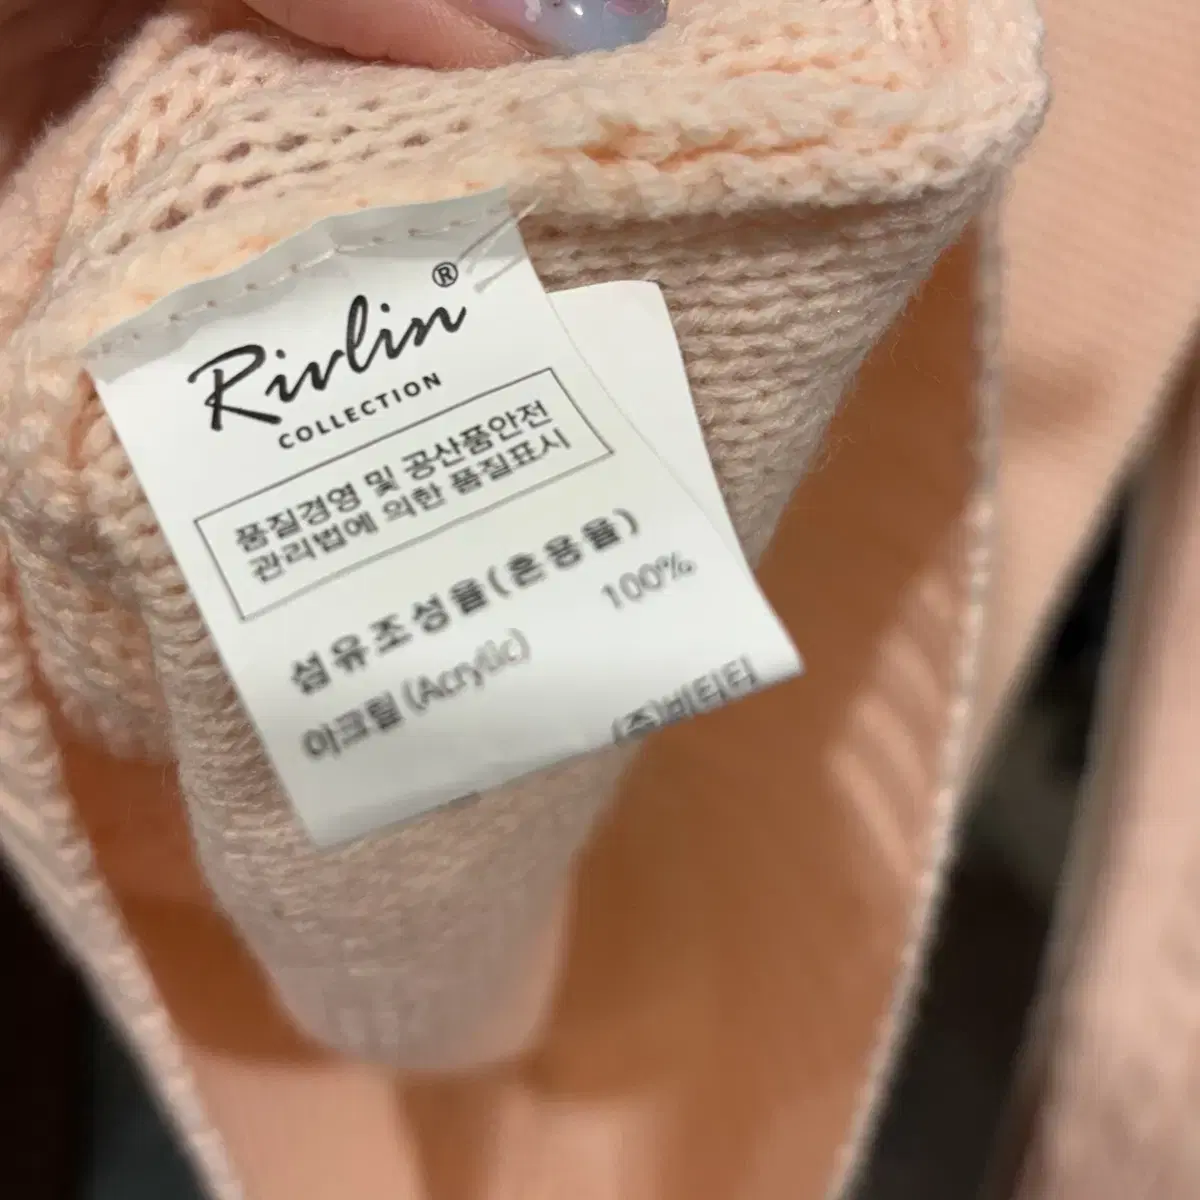 Rivlin®
COLLECTION
품질경영 및 공산품안전
관리법에 의한 품질표시
섬유조성율(혼용율)
아크릴 (Acrylic) 100%
(주)비티티